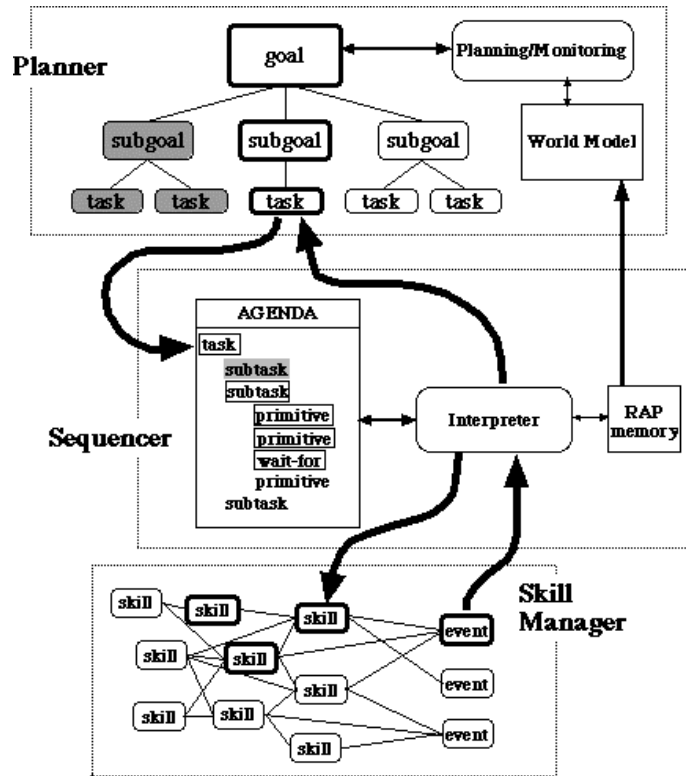 Planner
goal
Planning/Monitoring
subgoal
subgoal
subgoal
World Model
task
task
task
task
task
AGENDA
task
subtask
subtask
primitive
primitive
wait-for
primitive
subtask
Sequencer
Interpreter
RAP
memory
Skill
Manager
skill
skill
skill
event
skill
skill
skill
event
skill
skill
skill
event